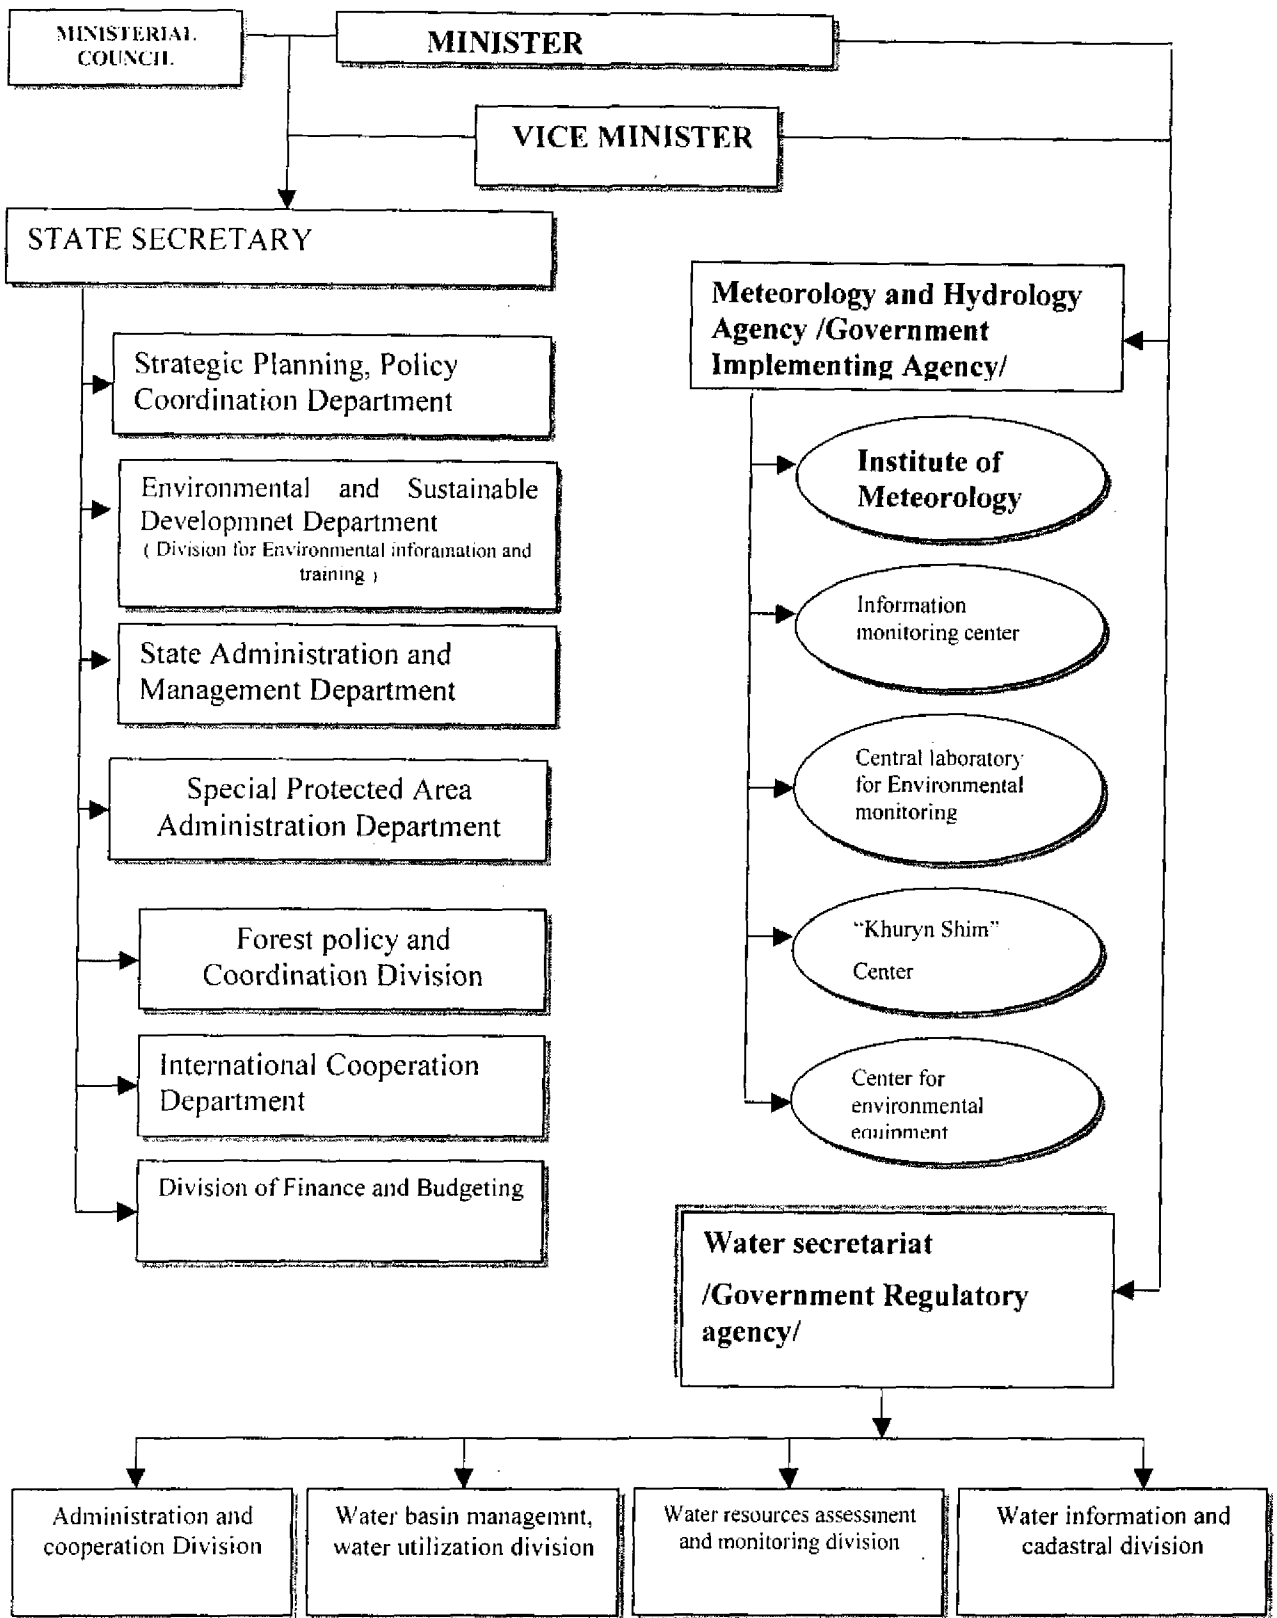 MINISTERIAL
COUNCIL
MINISTER
VICE MINISTER
STATE SECRETARY
Strategic Planning, Policy
Coordination Department
Environmental and Sustainable
Developmnet Department
( Division for Environmental inforamation and
training )
State Administration and
Management Department
Special Protected Area
Administration Department
Forest policy and
Coordination Division
International Cooperation
Department
Division of Finance and Budgeting
Meteorology and Hydrology
Agency /Government
Implementing Agency/
Institute of
Meteorology
Information
monitoring center
Central laboratory
for Environmental
monitoring
“Khuryn Shim”
Center
Center for
environmental
equipment
Water secretariat
/Government Regulatory
agency/
Administration and
cooperation Division
Water basin managemnt,
water utilization division
Water resources assessment
and monitoring division
Water information and
cadastral division